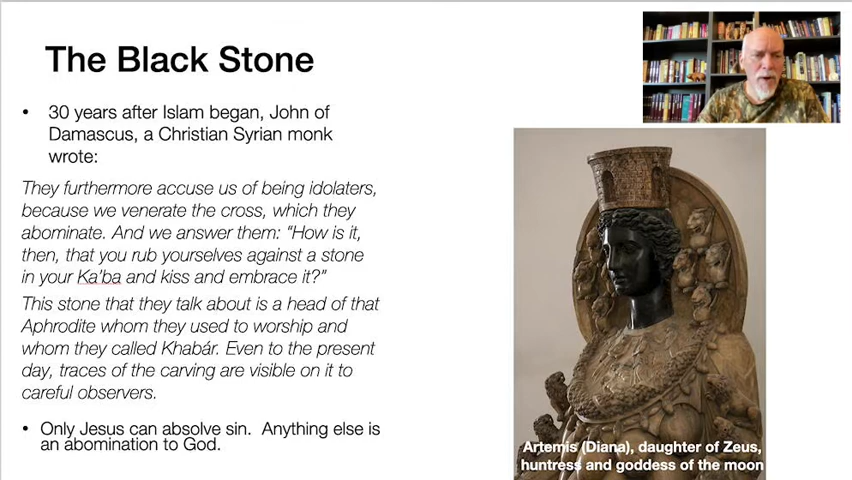 The Black Stone
• 30 years after Islam began, John of
Damascus, a Christian Syrian monk
wrote:
They furthermore accuse us of being idolaters,
because we venerate the cross, which they
abominate. And we answer them: “How is it,
then, that you rub yourselves against a stone
in your Ka’ba and kiss and embrace it?”
This stone that they talk about is a head of that
Aphrodite whom they used to worship and
whom they called Khabár. Even to the present
day, traces of the carving are visible on it to
careful observers.
• Only Jesus can absolve sin.  Anything else is
an abomination to God.
Artemis (Diana), daughter of Zeus,
huntress and goddess of the moon